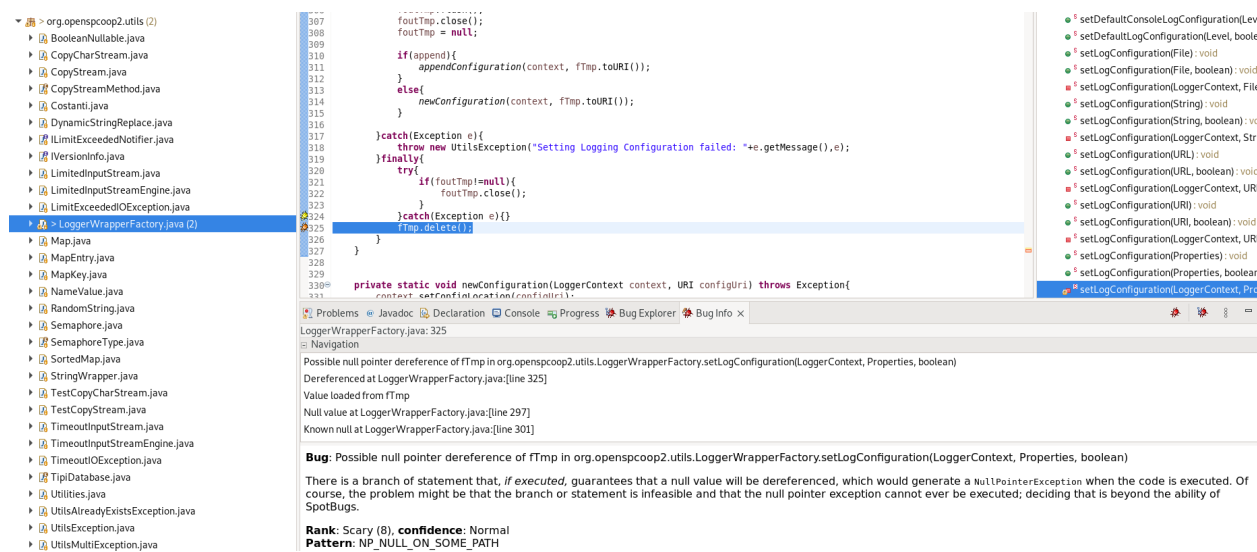 > org.openspcoop2.utils (2)
BooleanNullable.java
CopyCharStream.java
CopyStream.java
CopyStreamMethod.java
Costanti.java
DynamicStringReplace.java
ILimitExceededNotifier.java
IVersionInfo.java
LimitedInputStream.java
LimitedInputStreamEngine.java
LimitExceededIOException.java
> LoggerWrapperFactory.java (2)
Map.java
MapEntry.java
MapKey.java
NameValue.java
RandomString.java
Semaphore.java
SemaphoreType.java
SortedMap.java
StringWrapper.java
TestCopyCharStream.java
TestCopyStream.java
TimeoutInputStream.java
TimeoutInputStreamEngine.java
TimeoutIOException.java
TipiDatabase.java
Utilities.java
UtilsAlreadyExistsException.java
UtilsException.java
UtilsMultiException.java
307 foutTmp.close();
308 foutTmp = null;
309
310 if(append){
311 appendConfiguration(context, fTmp.toURI());
312 }
313 else{
314 newConfiguration(context, fTmp.toURI());
315 }
316
317 }catch(Exception e){
318 throw new UtilsException("Setting Logging Configuration failed: "+e.getMessage(),e);
319 }finally{
320 try{
321 if(foutTmp!=null){
322 foutTmp.close();
323 }
324 }catch(Exception e){}
325 fTmp.delete();
326 }
327 }
328
329
330 private static void newConfiguration(LoggerContext context, URI configUri) throws Exception{
331 context.setConfigLocation(configUri);
setDefaultConsoleLogConfiguration(Lev
setDefaultLogConfiguration(Level, boole
setLogConfiguration(File) : void
setLogConfiguration(File, boolean) : void
setLogConfiguration(LoggerContext, File
setLogConfiguration(String) : void
setLogConfiguration(String, boolean) : vo
setLogConfiguration(LoggerContext, Str
setLogConfiguration(URL) : void
setLogConfiguration(URL, boolean) : void
setLogConfiguration(LoggerContext, URL
setLogConfiguration(URI) : void
setLogConfiguration(URI, boolean) : void
setLogConfiguration(LoggerContext, URI
setLogConfiguration(Properties) : void
setLogConfiguration(Properties, boolean
setLogConfiguration(LoggerContext, Pro
Problems Javadoc Declaration Console Progress Bug Explorer Bug Info
LoggerWrapperFactory.java: 325
Navigation
Possible null pointer dereference of fTmp in org.openspcoop2.utils.LoggerWrapperFactory.setLogConfiguration(LoggerContext, Properties, boolean)
Dereferenced at LoggerWrapperFactory.java:[line 325]
Value loaded from fTmp
Null value at LoggerWrapperFactory.java:[line 297]
Known null at LoggerWrapperFactory.java:[line 301]
Bug: Possible null pointer dereference of fTmp in org.openspcoop2.utils.LoggerWrapperFactory.setLogConfiguration(LoggerContext, Properties, boolean)
There is a branch of statement that, if executed, guarantees that a null value will be dereferenced, which would generate a NullPointerException when the code is executed. Of
course, the problem might be that the branch or statement is infeasible and that the null pointer exception cannot ever be executed; deciding that is beyond the ability of
SpotBugs.
Rank: Scary (8), confidence: Normal
Pattern: NP_NULL_ON_SOME_PATH